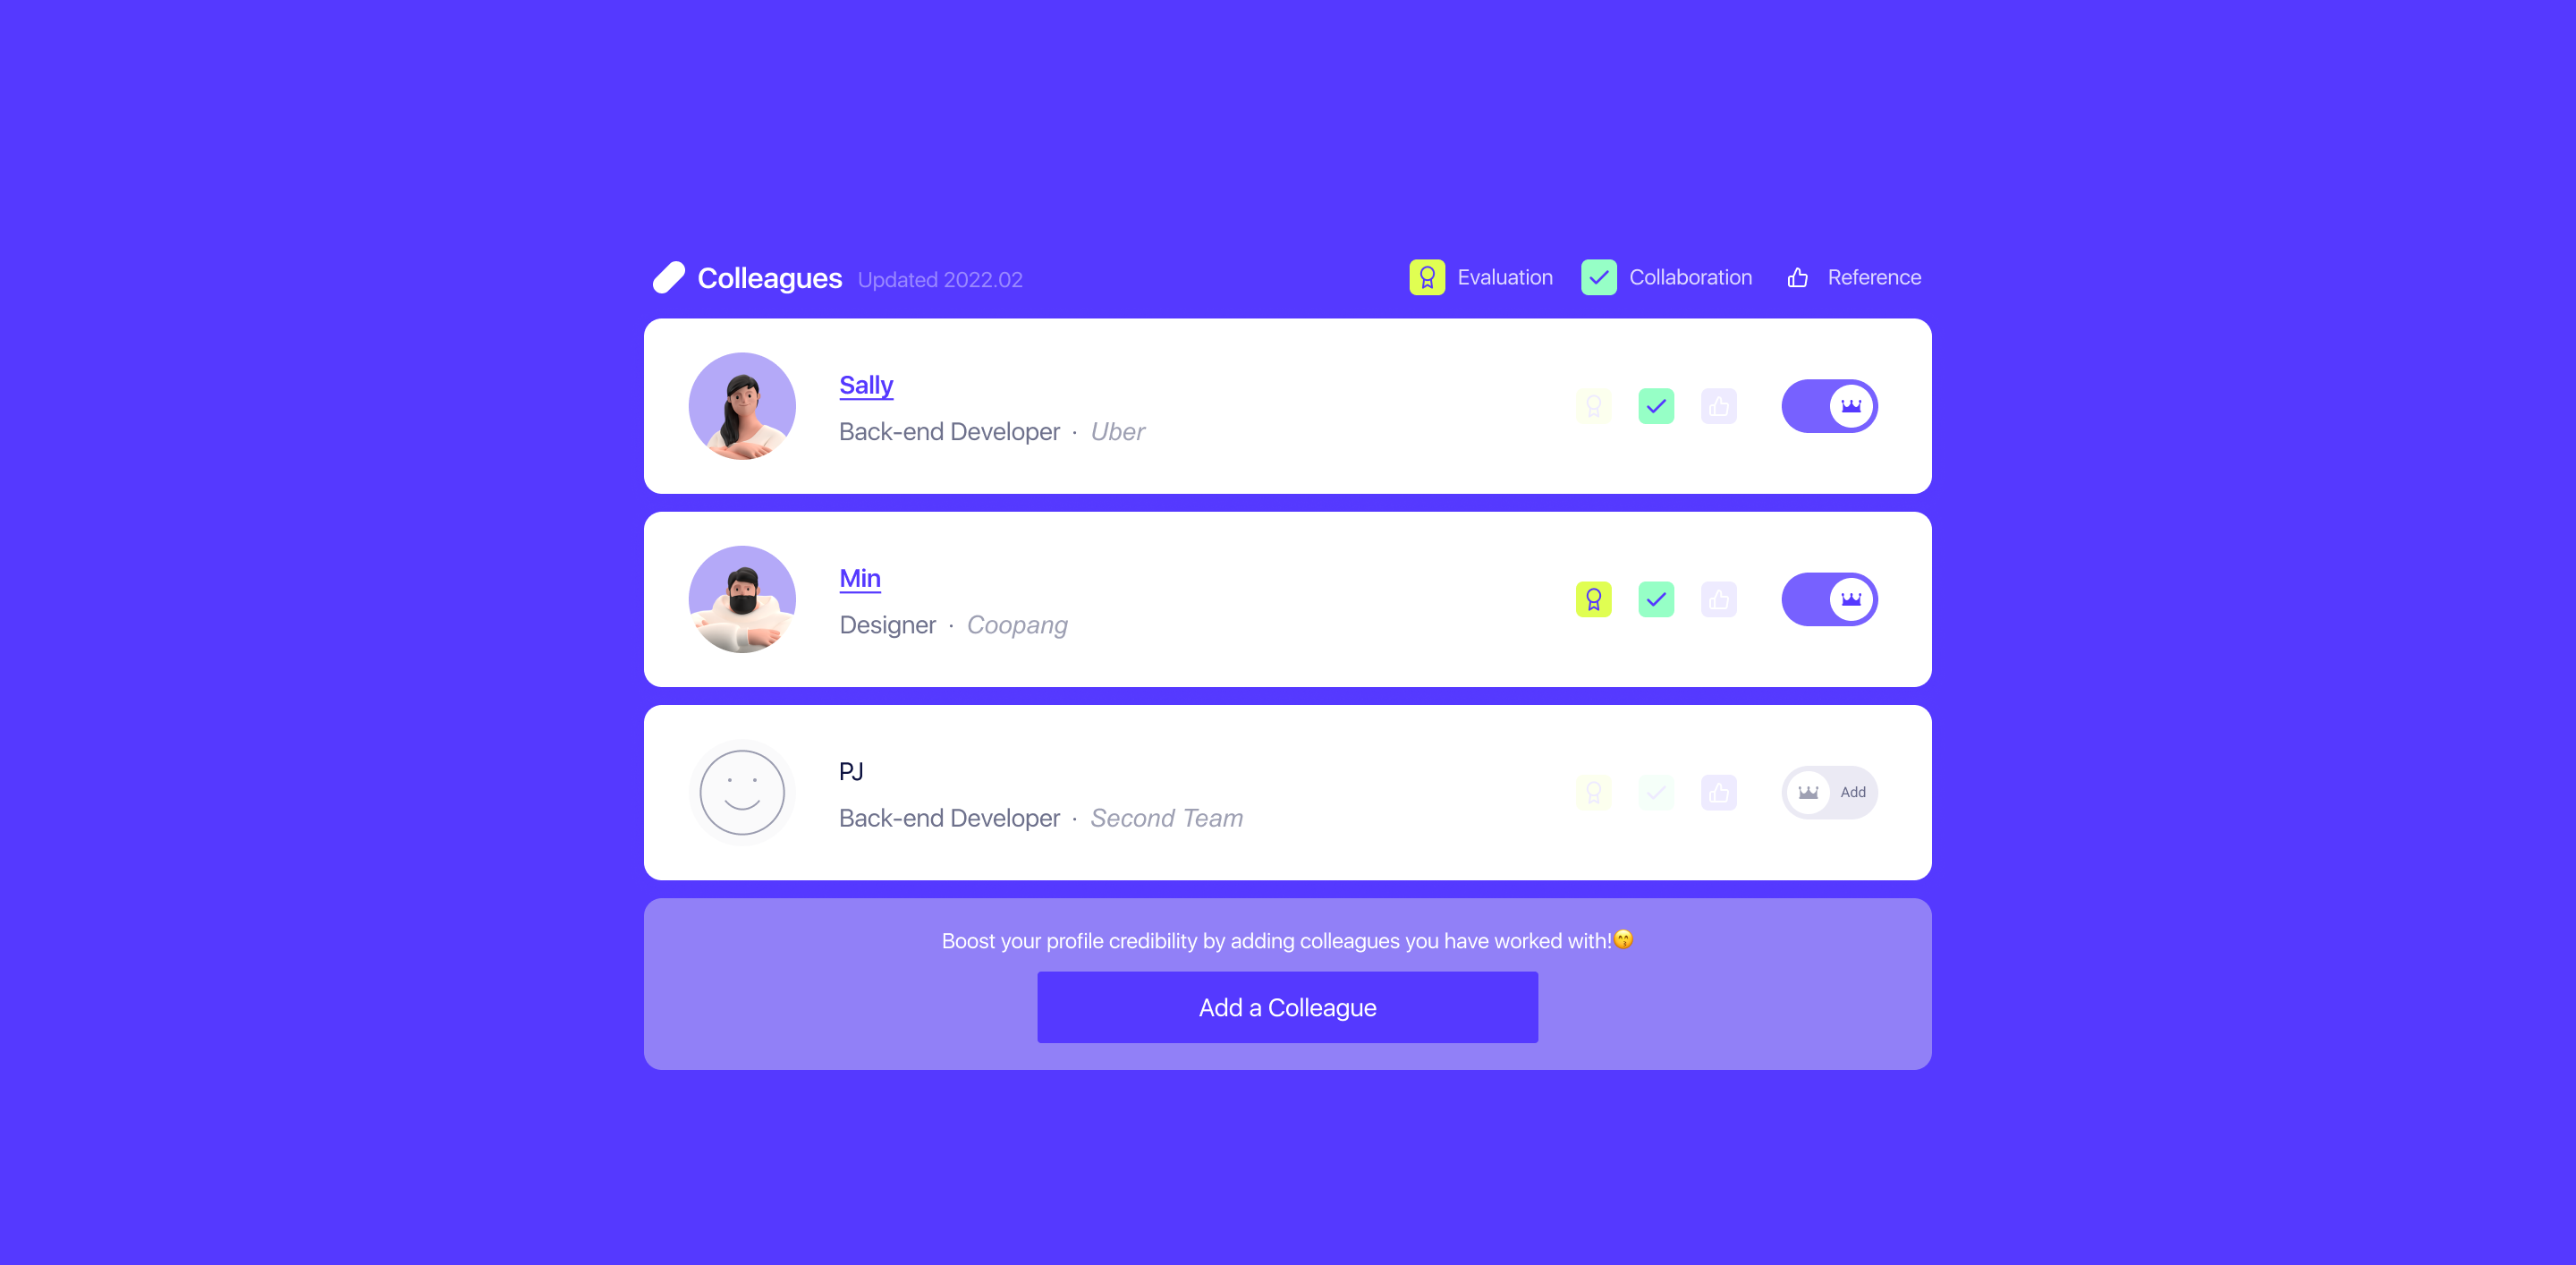 Colleagues Updated 2022.02
Evaluation Collaboration Reference
Sally
Back-end Developer · Uber
Min
Designer · Coopang
PJ
Back-end Developer · Second Team
Add
Boost your profile credibility by adding colleagues you have worked with!😙
Add a Colleague